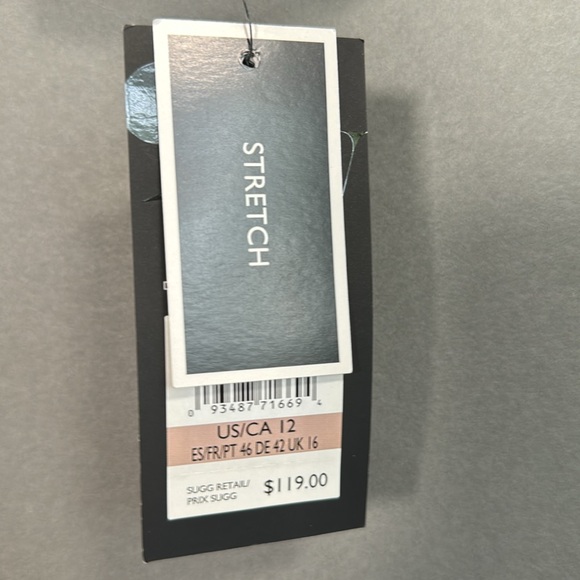 STRETCH
0 93487 71669 4
US/CA 12
ES/FR/PT 46 DE 42 UK 16
SUGG RETAIL/
PRIX SUGG
$119.00